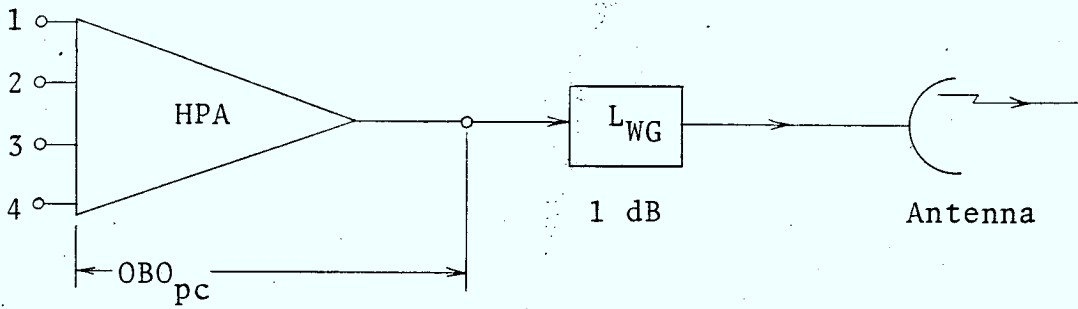 1
2
3
4
HPA
L_WG
1 dB
Antenna
OBO_pc